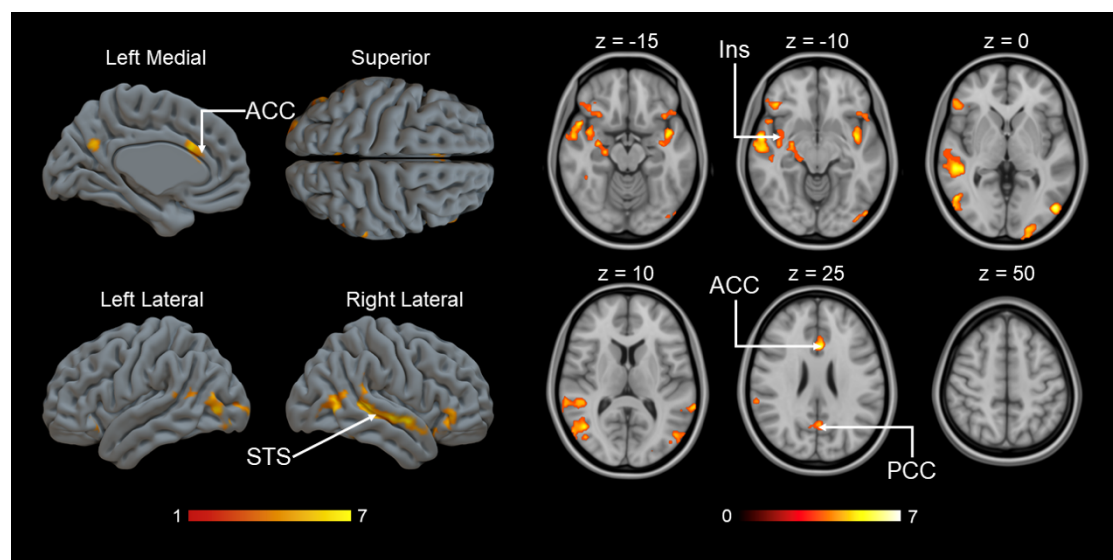 Left Medial
Superior
ACC
Left Lateral
Right Lateral
STS
1
7
z = -15
z = -10
z = 0
Ins
z = 10
z = 25
z = 50
ACC
PCC
0
7